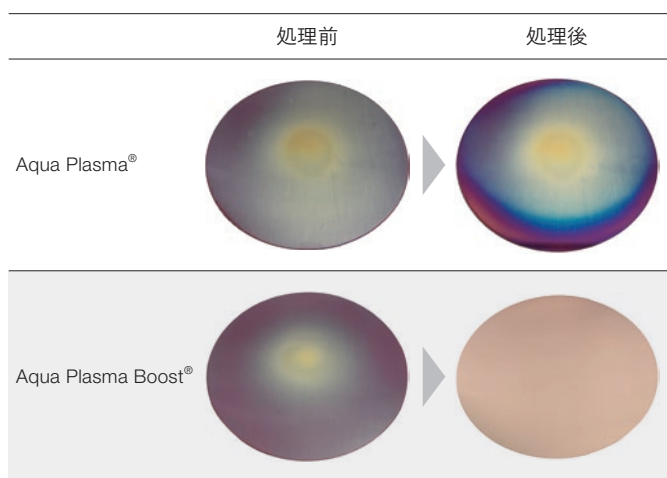 処理前 処理後
Aqua Plasma®
Aqua Plasma Boost®